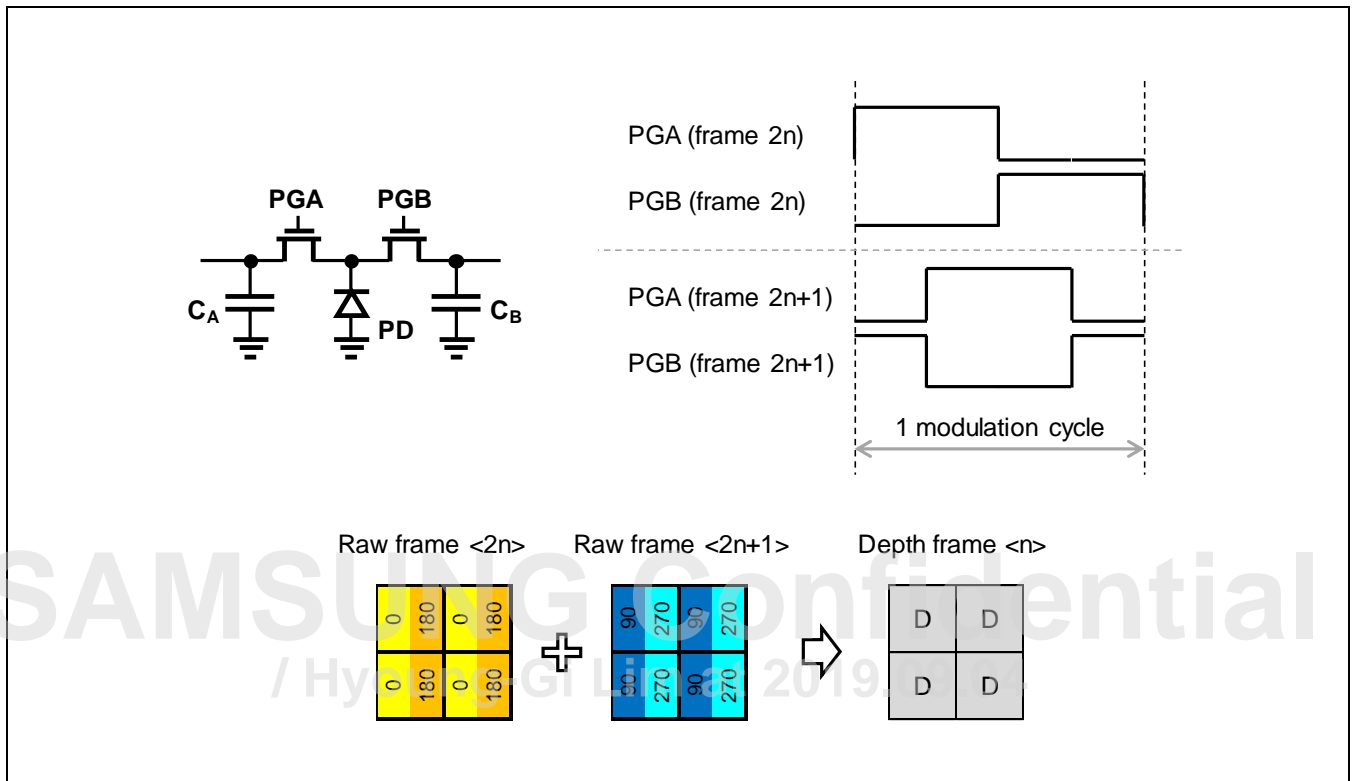 PGA (frame 2n)
PGA PGB
PGB (frame 2n)
PGA (frame 2n+1)
CA PD CB
PGB (frame 2n+1)
1 modulation cycle
Raw frame <2n> Raw frame <2n+1> Depth frame <n>
SAMSUNG Confidential
0 180 0 180 90 270 90 270 D D
/ Hyoung-Gi Lim at 2019.09.04
0 180 0 180 90 270 90 270 D D